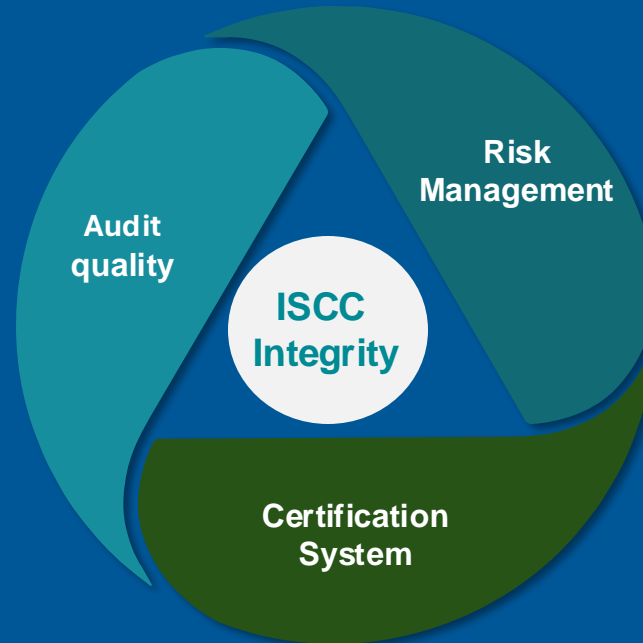 Risk
Management
Audit
quality
ISCC
Integrity
Certification
System